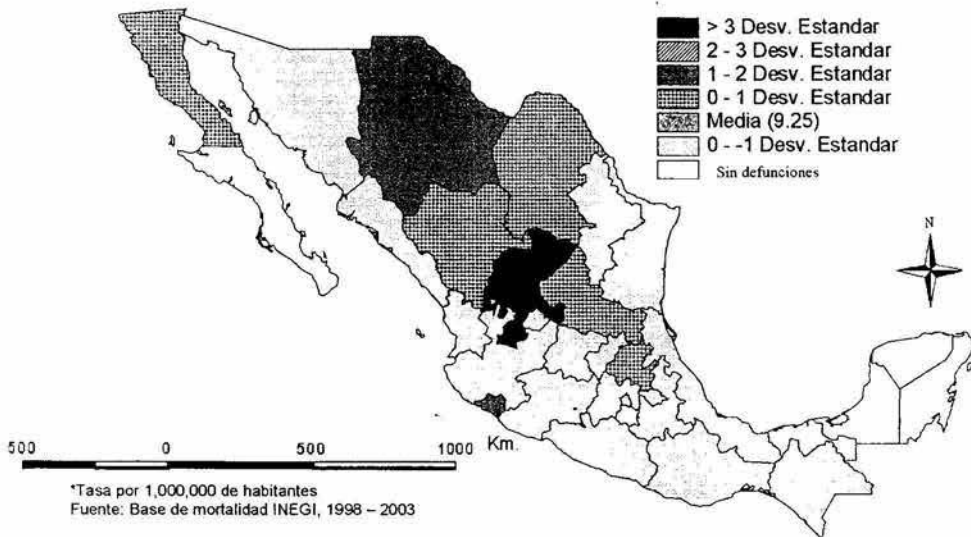 > 3 Desv. Estandar
2 - 3 Desv. Estandar
1 - 2 Desv. Estandar
0 - 1 Desv. Estandar
Media (9.25)
0 - -1 Desv. Estandar
Sin defunciones
N
500 0 500 1000 Km.
*Tasa por 1,000,000 de habitantes
Fuente: Base de mortalidad INEGI, 1998 – 2003